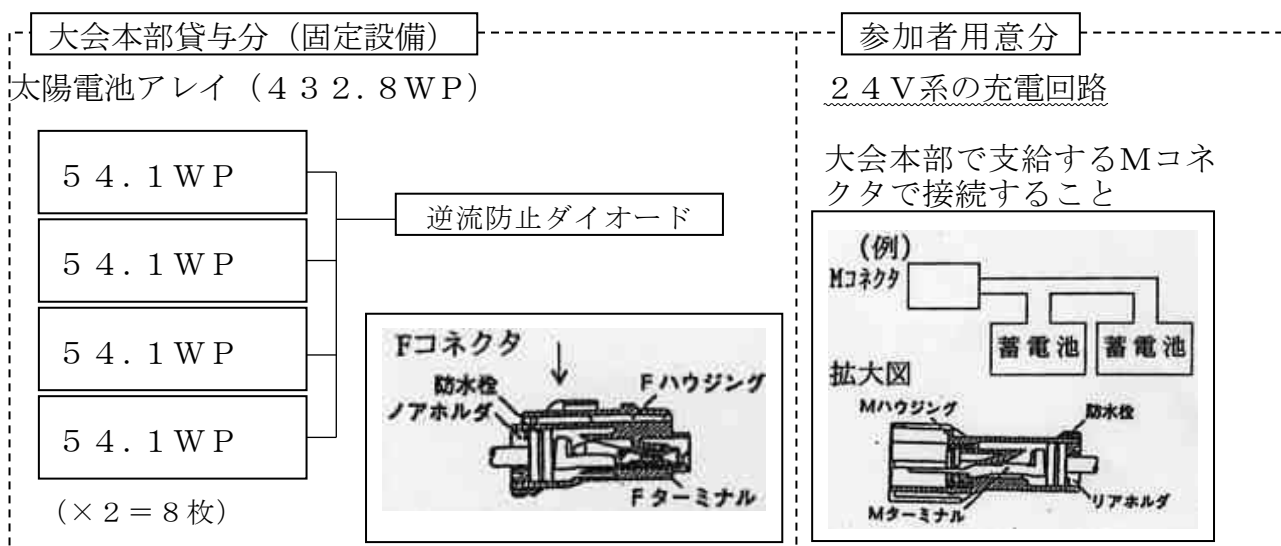 大会本部貸与分（固定設備）
太陽電池アレイ（４３２.８ＷＰ）
５４.１ＷＰ
５４.１ＷＰ
５４.１ＷＰ
５４.１ＷＰ
（×２＝８枚）
逆流防止ダイオード
Fコネクタ
防水栓
Fハウジング
ノアホルダ
Fターミナル
参加者用意分
２４Ｖ系の充電回路
大会本部で支給するＭコネ
クタで接続すること
(例)
Mコネクタ
蓄電池
蓄電池
拡大図
Mハウジング
防水栓
Mターミナル
リアホルダ